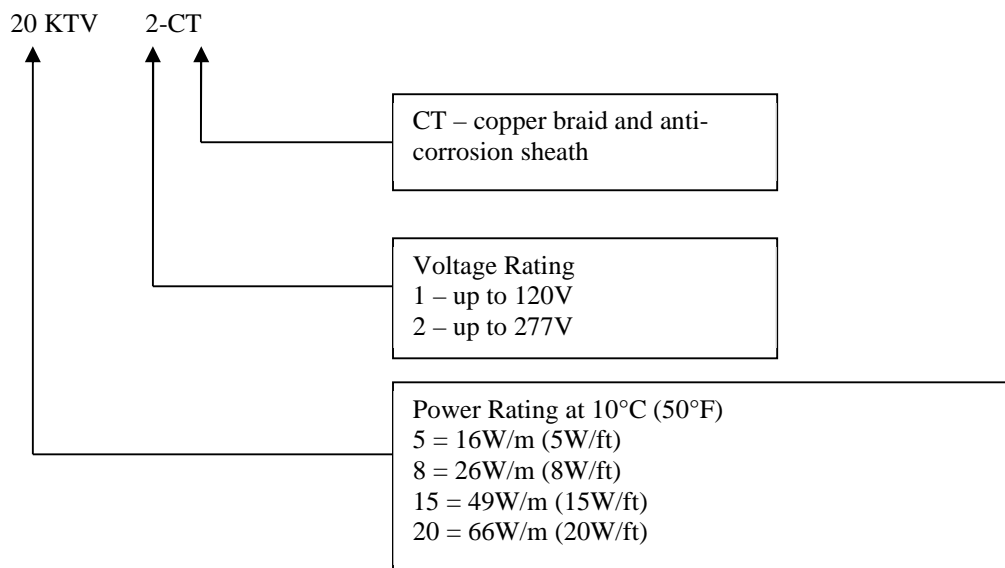 20 KTV 2-CT
CT – copper braid and anti-
corrosion sheath
Voltage Rating
1 – up to 120V
2 – up to 277V
Power Rating at 10°C (50°F)
5 = 16W/m (5W/ft)
8 = 26W/m (8W/ft)
15 = 49W/m (15W/ft)
20 = 66W/m (20W/ft)